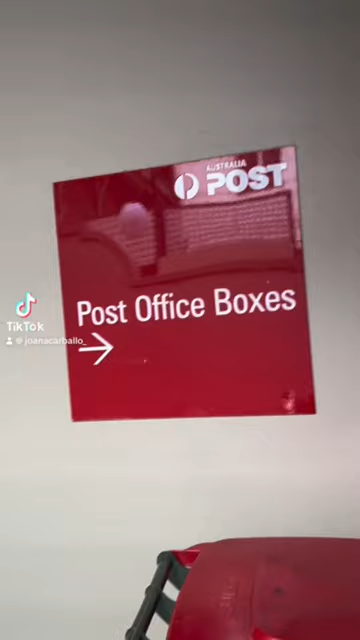 AUSTRALIA
POST
Post Office Boxes
TikTok
@joanacarballo_